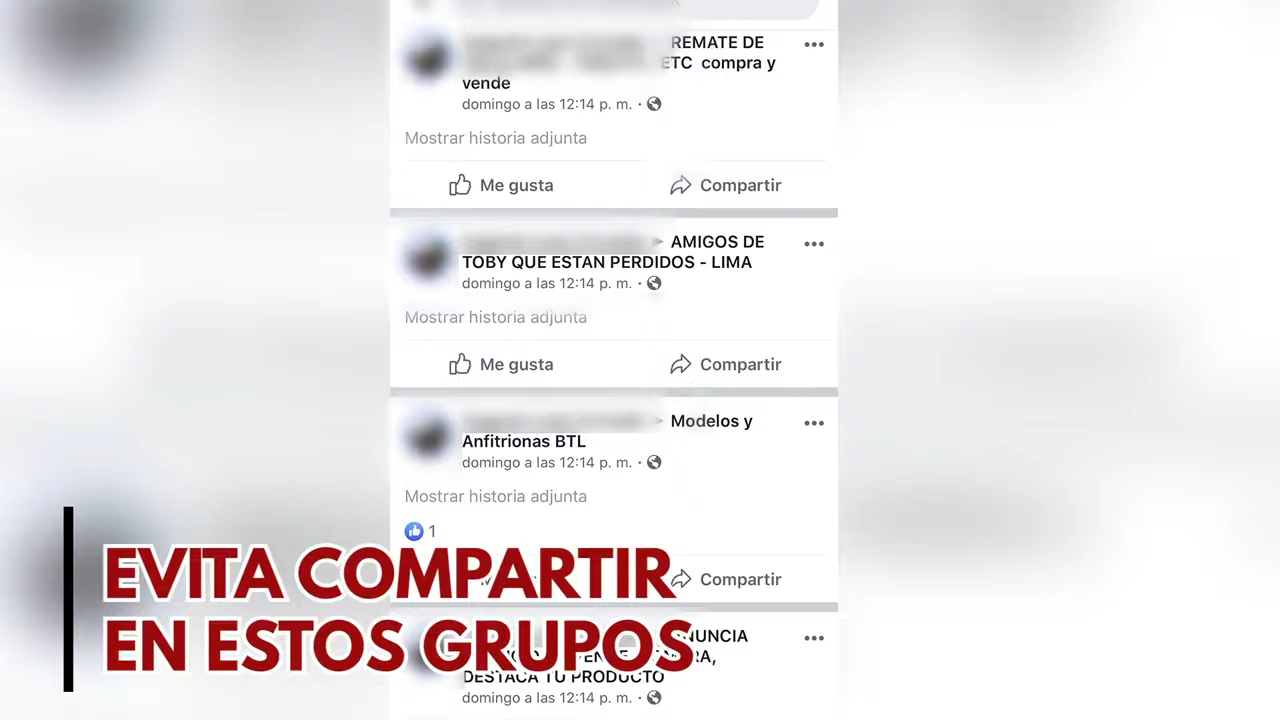 REMATE DE
ETC compra y
vende
domingo a las 12:14 p. m. ·
Mostrar historia adjunta
Me gusta
Compartir
AMIGOS DE
TOBY QUE ESTAN PERDIDOS - LIMA
domingo a las 12:14 p. m. ·
Mostrar historia adjunta
Me gusta
Compartir
Modelos y
Anfitrionas BTL
domingo a las 12:14 p. m. ·
Mostrar historia adjunta
1
Compartir
EVITA COMPARTIR
EN ESTOS GRUPOS
DESTACA TU PRODUCTO
domingo a las 12:14 p. m. ·